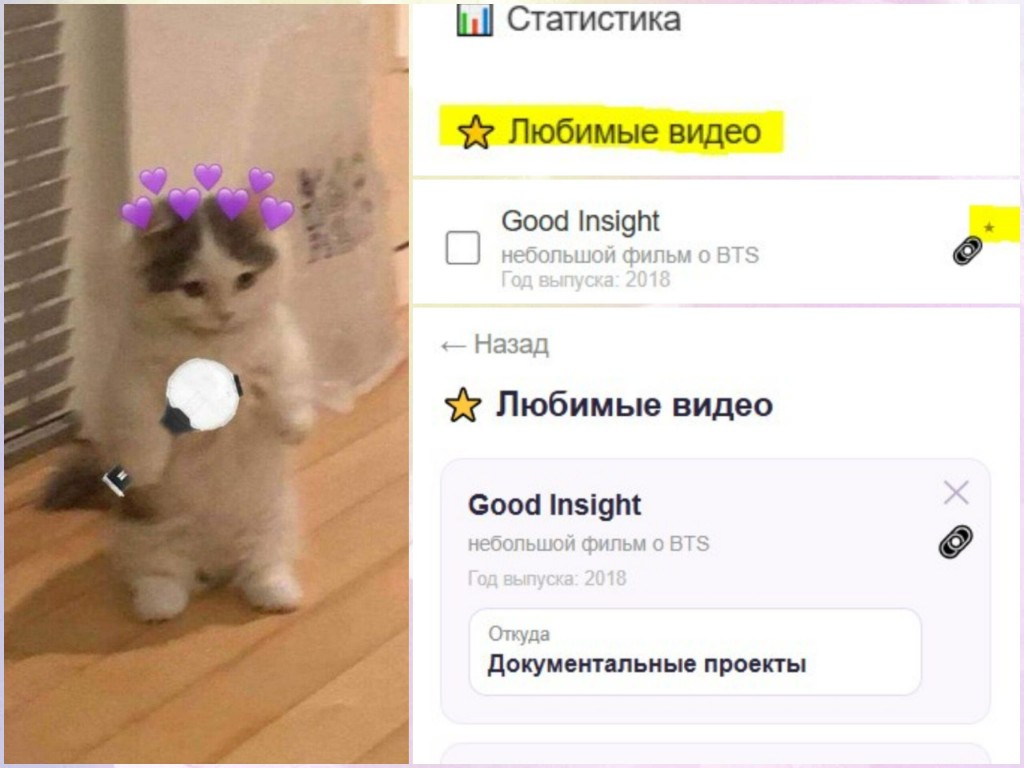 Статистика
Любимые видео
Good Insight
небольшой фильм о BTS
Год выпуска: 2018
← Назад
Любимые видео
Good Insight
небольшой фильм о BTS
Год выпуска: 2018
Откуда
Документальные проекты